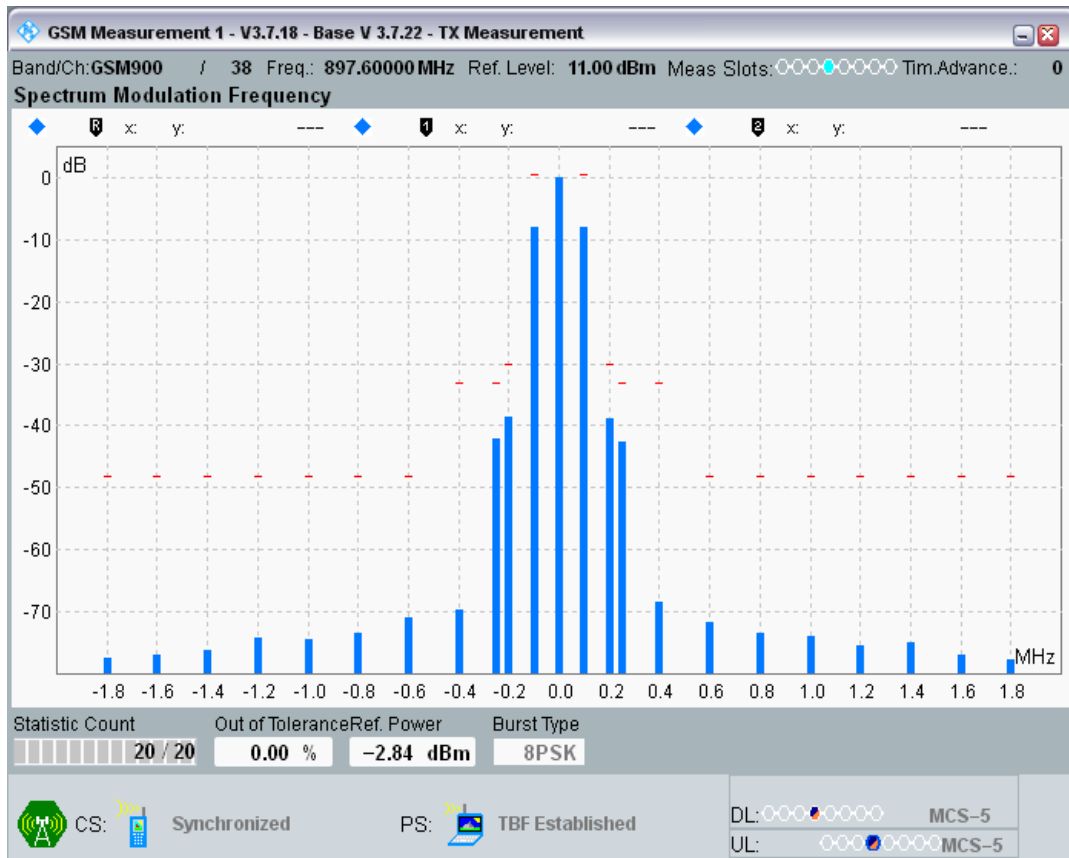 GSM Measurement 1 - V3.7.18 - Base V 3.7.22 - TX Measurement
Band/Ch:GSM900 / 38 Freq.: 897.60000 MHz Ref. Level: 11.00 dBm Meas Slots: Tim.Advance.: 0
Spectrum Modulation Frequency
R x: y: --- 1 x: y: --- 2 x: y: ---
dB
0
-10
-20
-30
-40
-50
-60
-70
MHz
-1.8 -1.6 -1.4 -1.2 -1.0 -0.8 -0.6 -0.4 -0.2 0.0 0.2 0.4 0.6 0.8 1.0 1.2 1.4 1.6 1.8
Statistic Count Out of Tolerance Ref. Power Burst Type
20 / 20 0.00 % −2.84 dBm 8PSK
CS: Synchronized PS: TBF Established
DL: MCS−5
UL: MCS−5